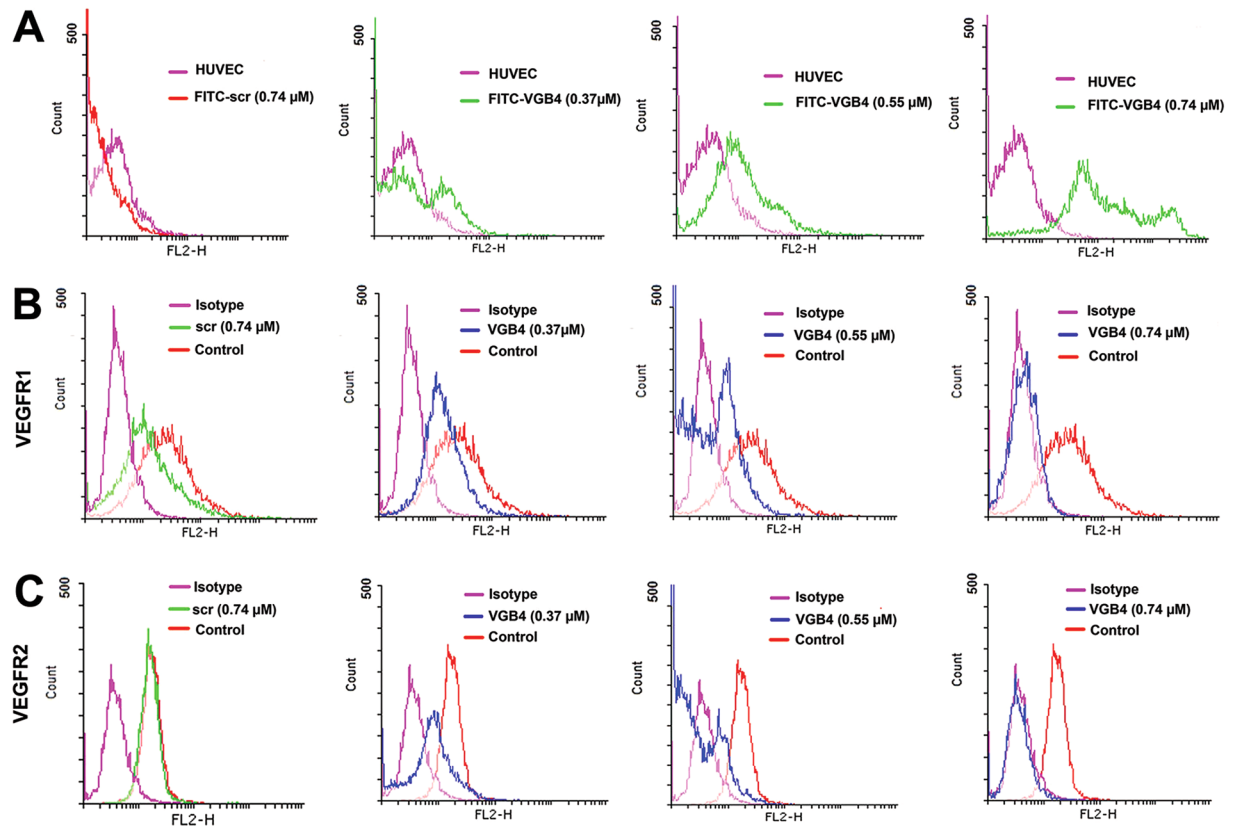 A
500
Count
HUVEC
FITC-scr (0.74 μM)
FL2-H
500
Count
HUVEC
FITC-VGB4 (0.37μM)
FL2-H
500
Count
HUVEC
FITC-VGB4 (0.55 μM)
FL2-H
500
Count
HUVEC
FITC-VGB4 (0.74 μM)
FL2-H
B
VEGFR1
500
Count
Isotype
scr (0.74 μM)
Control
FL2-H
500
Count
Isotype
VGB4 (0.37μM)
Control
FL2-H
500
Count
Isotype
VGB4 (0.55 μM)
Control
FL2-H
500
Count
Isotype
VGB4 (0.74 μM)
Control
FL2-H
C
VEGFR2
500
Count
Isotype
scr (0.74 μM)
Control
FL2-H
500
Count
Isotype
VGB4 (0.37 μM)
Control
FL2-H
500
Count
Isotype
VGB4 (0.55 μM)
Control
FL2-H
500
Count
Isotype
VGB4 (0.74 μM)
Control
FL2-H